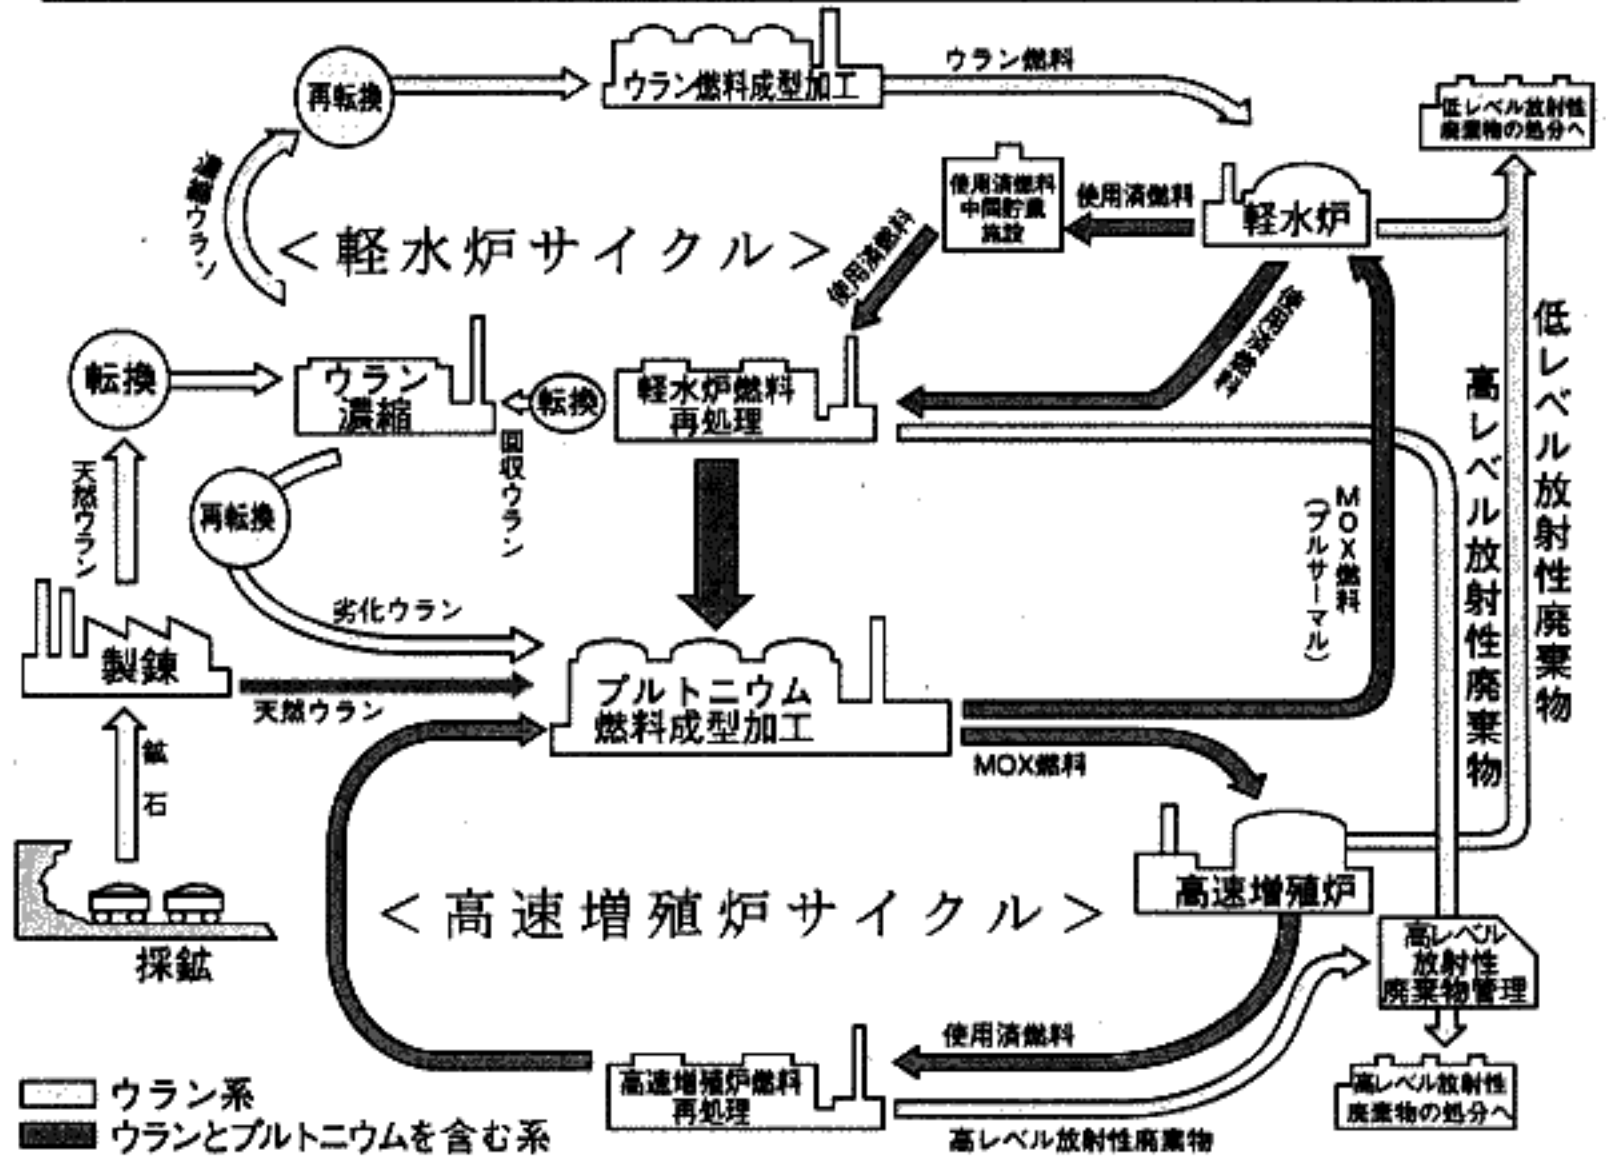 再転換
ウラン燃料成型加工
ウラン燃料
低レベル放射性
廃棄物の処分へ
濃縮ウラン
使用済燃料
中間貯蔵
施設
使用済燃料
軽水炉
使用済燃料
<軽水炉サイクル>
使用済燃料
転換
ウラン
濃縮
転換
軽水炉燃料
再処理
回収ウラン
天然ウラン
再転換
劣化ウラン
MOX燃料
(プルサーマル)
高レベル放射性廃棄物
低レベル放射性廃棄物
製錬
天然ウラン
プルトニウム
燃料成型加工
MOX燃料
鉱石
採鉱
<高速増殖炉サイクル>
高速増殖炉
高レベル
放射性
廃棄物管理
使用済燃料
高速増殖炉燃料
再処理
高レベル放射性廃棄物
高レベル放射性
廃棄物の処分へ
ウラン系
ウランとプルトニウムを含む系